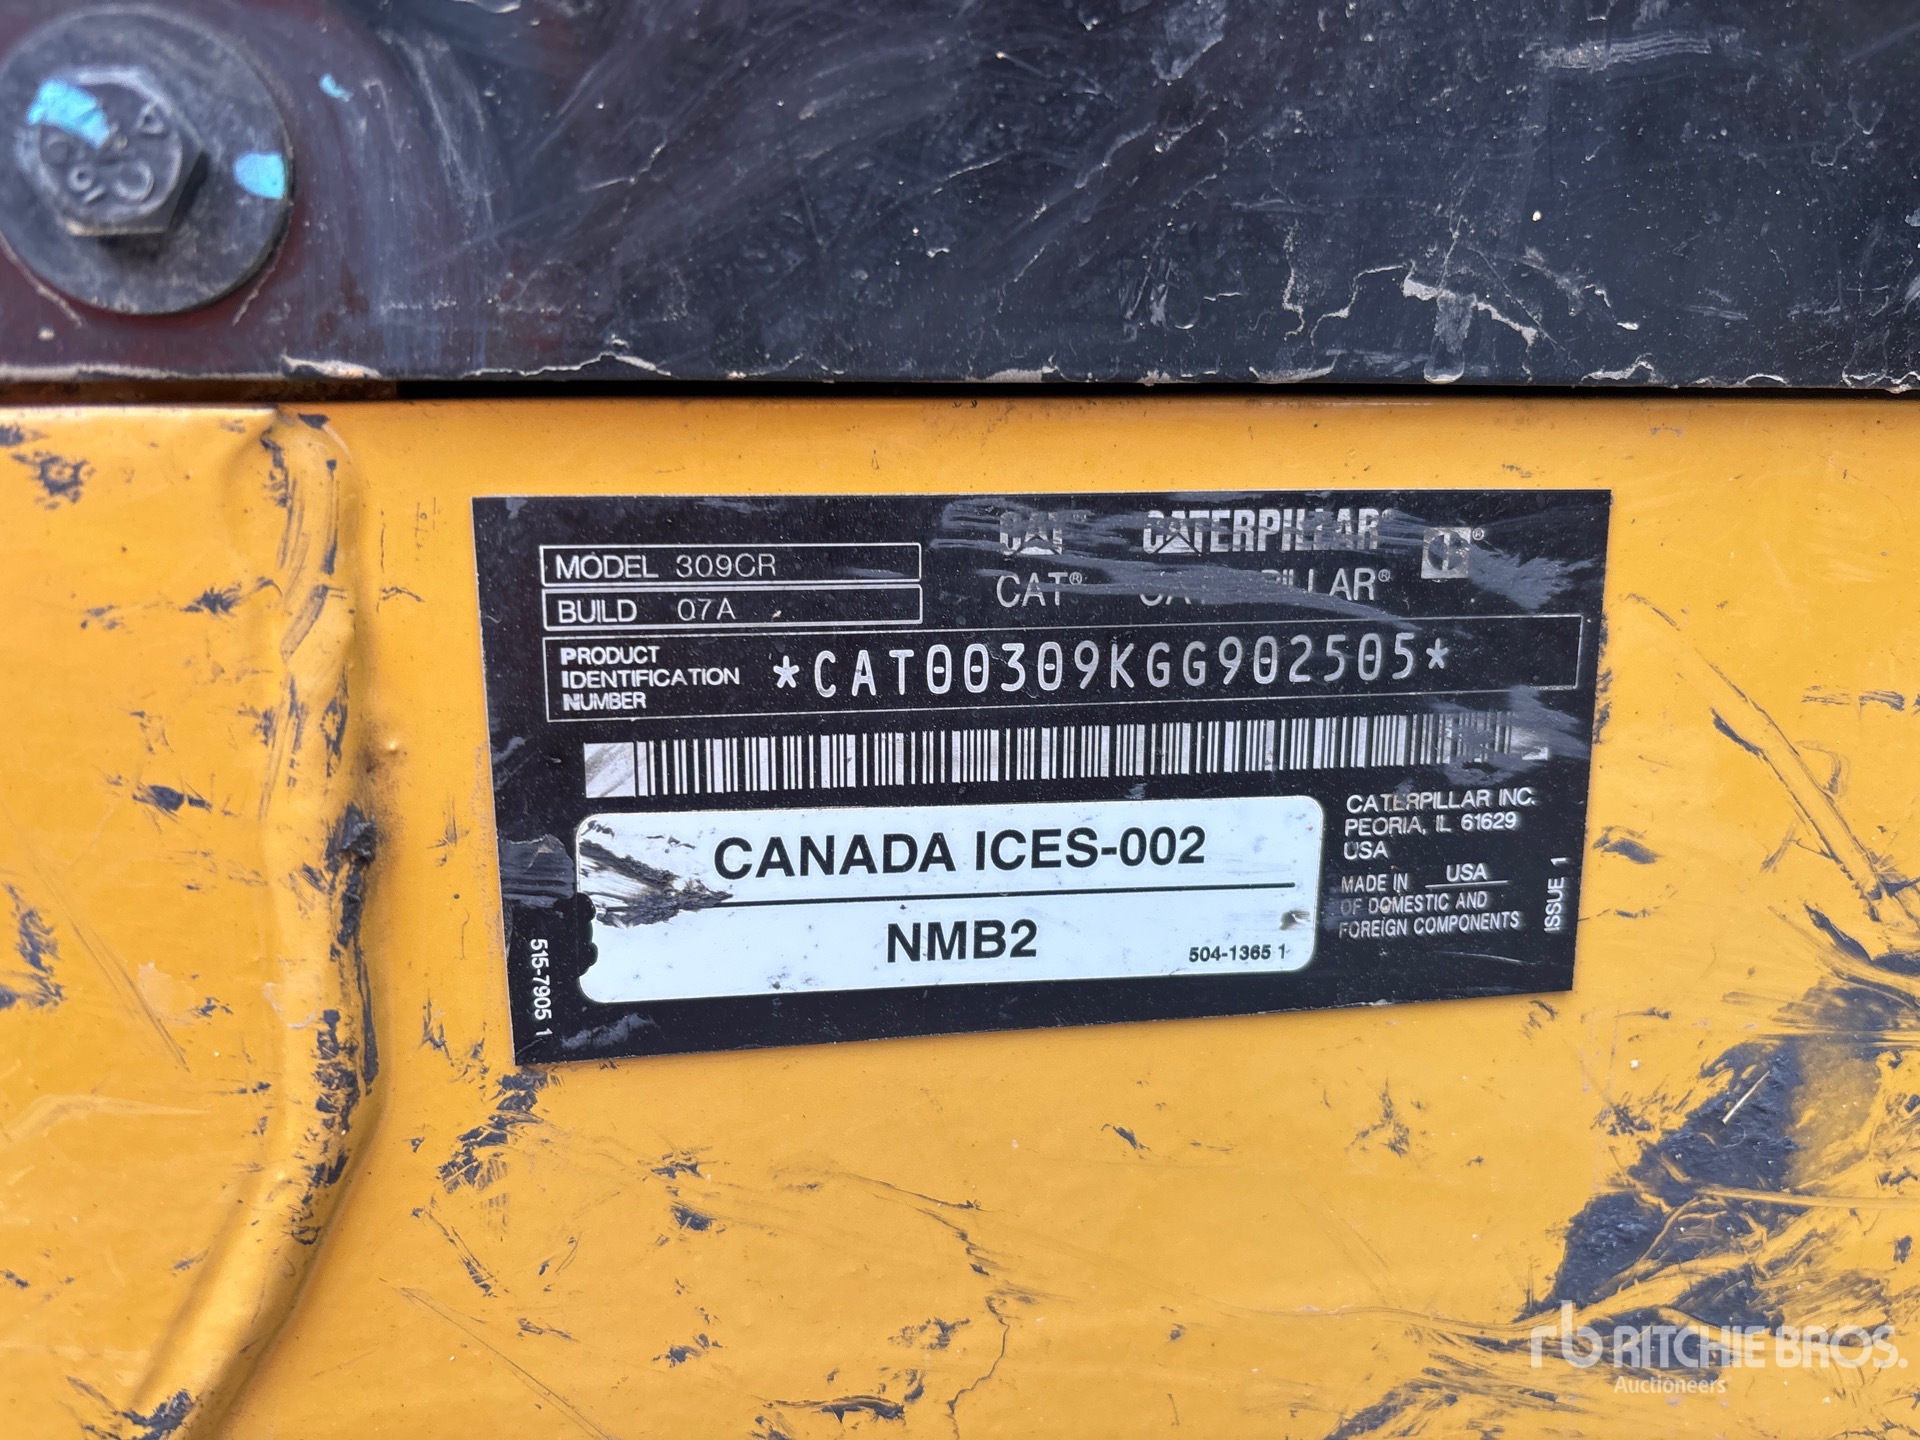 CAT® CATERPILLAR®
MODEL 309CR
CAT® CATERPILLAR®
BUILD 07A
PRODUCT
IDENTIFICATION
NUMBER
*CAT00309KGG902505*
CANADA ICES-002
NMB2
504-1365 1
CATERPILLAR INC.
PEORIA, IL 61629
USA
MADE IN USA
OF DOMESTIC AND
FOREIGN COMPONENTS
ISSUE 1
515-7905 1
rb RITCHIE BROS.
Auctioneers